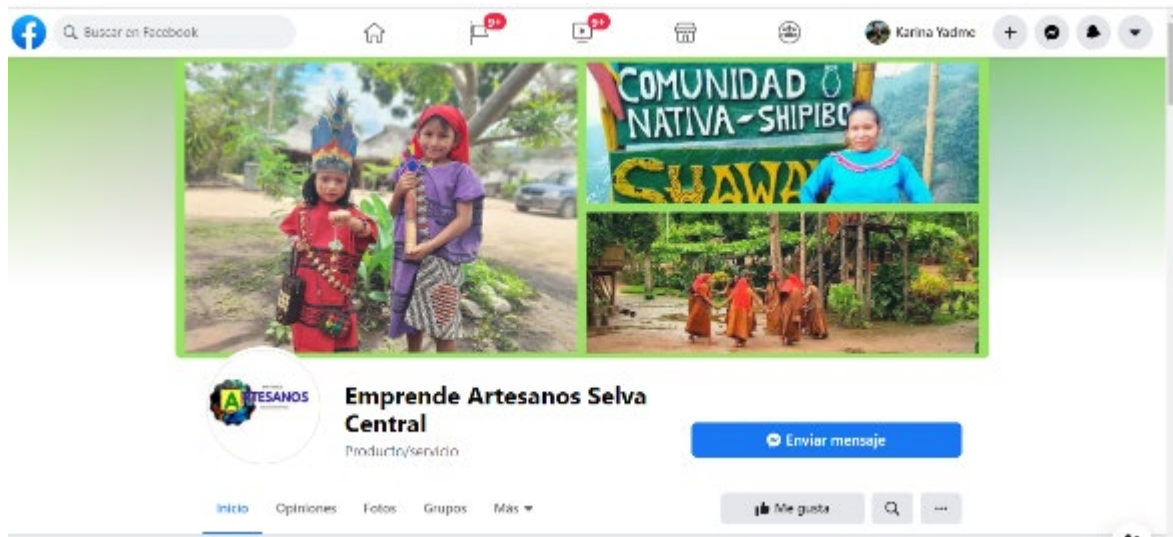 Buscar en Facebook
9+
9+
Karina Yadme
COMUNIDAD
NATIVA-SHIPIBO
SHAWAN
ARTESANOS
Emprende Artesanos Selva
Central
Producto/servicio
Enviar mensaje
Inicio Opiniones Fotos Grupos Más
Me gusta